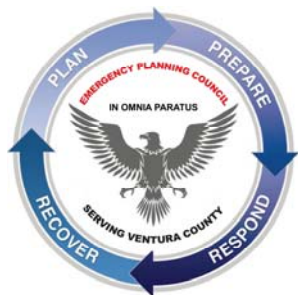 PLAN
PREPARE
RESPOND
RECOVER
EMERGENCY PLANNING COUNCIL
IN OMNIA PARATUS
SERVING VENTURA COUNTY